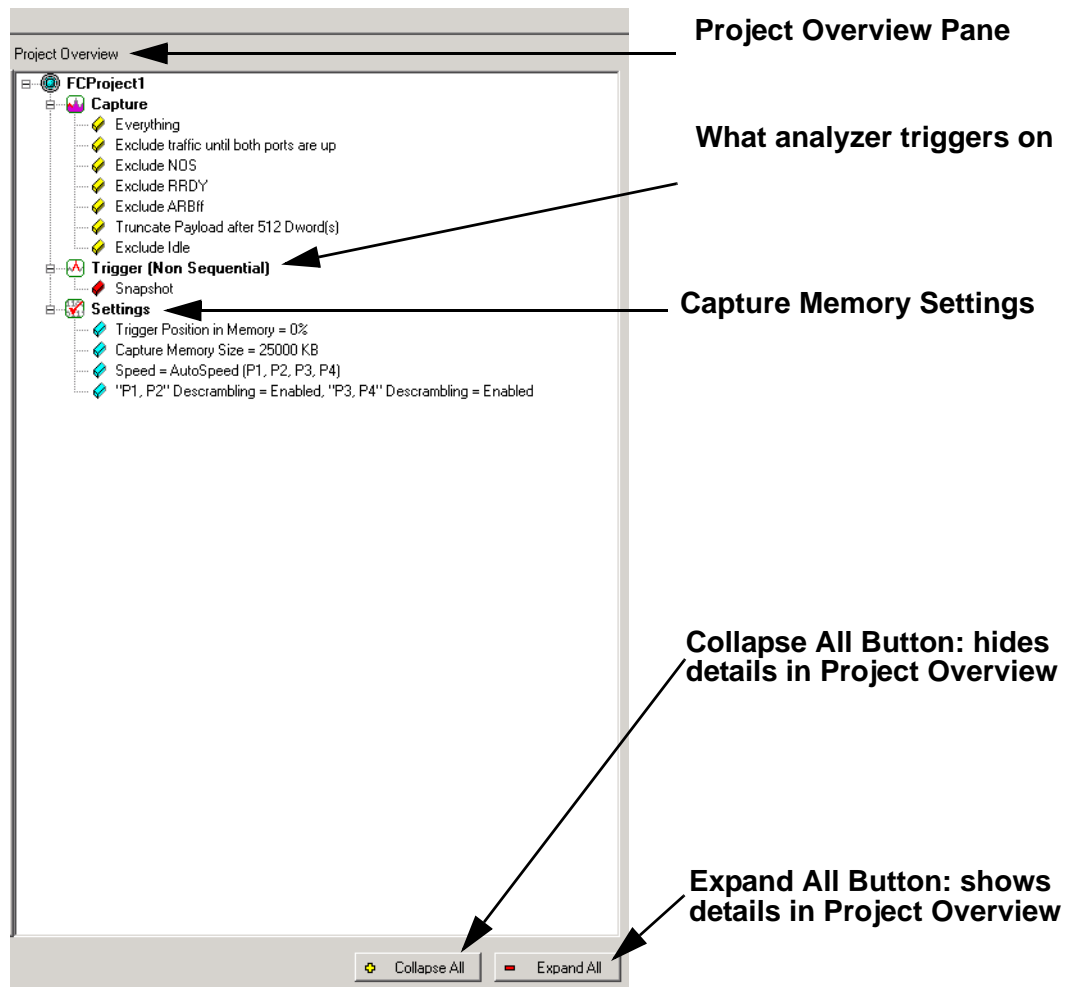 Project Overview Pane
Project Overview
FCProject1
Capture
Everything
Exclude traffic until both ports are up
Exclude NOS
Exclude RRDY
Exclude ARBff
Truncate Payload after 512 Dword(s)
Exclude Idle
What analyzer triggers on
Trigger (Non Sequential)
Snapshot
Settings
Capture Memory Settings
Trigger Position in Memory = 0%
Capture Memory Size = 25000 KB
Speed = AutoSpeed (P1, P2, P3, P4)
"P1, P2" Descrambling = Enabled, "P3, P4" Descrambling = Enabled
Collapse All Button: hides
details in Project Overview
Expand All Button: shows
details in Project Overview
Collapse All
Expand All